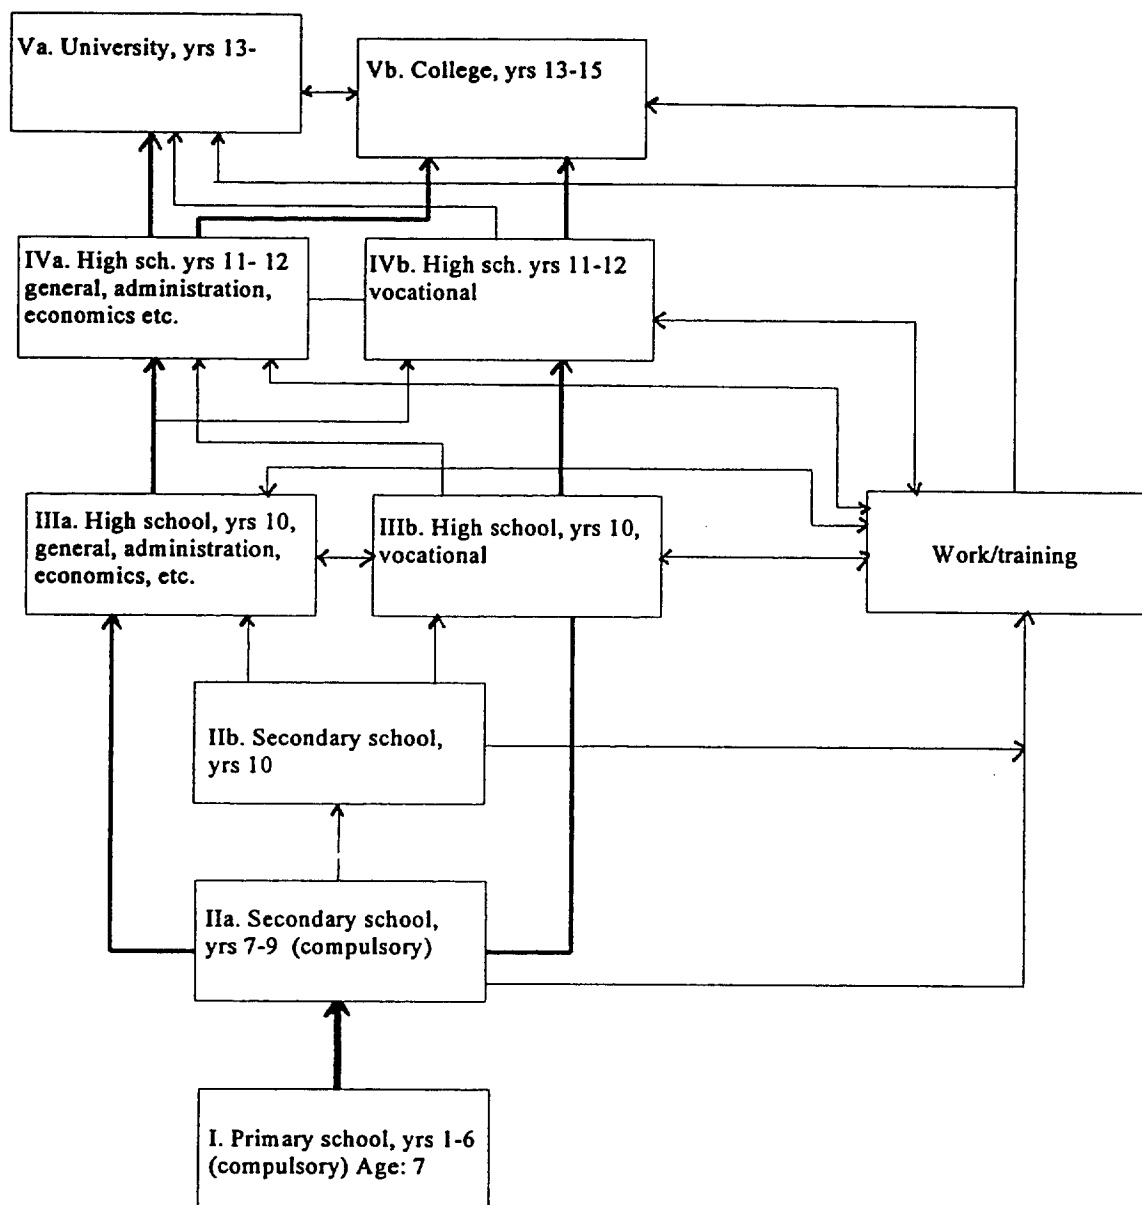 Va. University, yrs 13-
Vb. College, yrs 13-15
IVa. High sch. yrs 11- 12
general, administration,
economics etc.
IVb. High sch. yrs 11-12
vocational
IIIa. High school, yrs 10,
general, administration,
economics, etc.
IIIb. High school, yrs 10,
vocational
Work/training
IIb. Secondary school,
yrs 10
IIa. Secondary school,
yrs 7-9 (compulsory)
I. Primary school, yrs 1-6
(compulsory) Age: 7